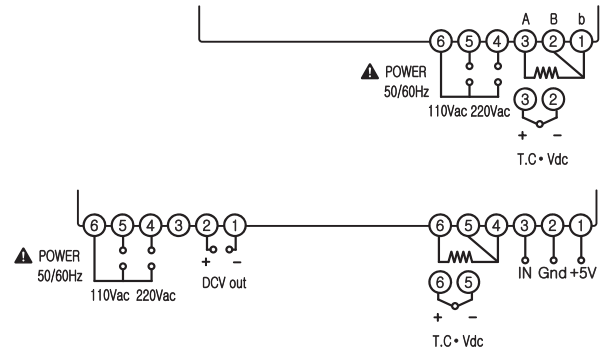 A B b
6 5 4 3 2 1
POWER
50/60Hz
110Vac 220Vac
3 2
+ −
T.C • Vdc
6 5 4 3 2 1
6 5 4 3 2 1
POWER
50/60Hz
110Vac 220Vac
+ −
DCV out
IN Gnd +5V
6 5
+ −
T.C • Vdc